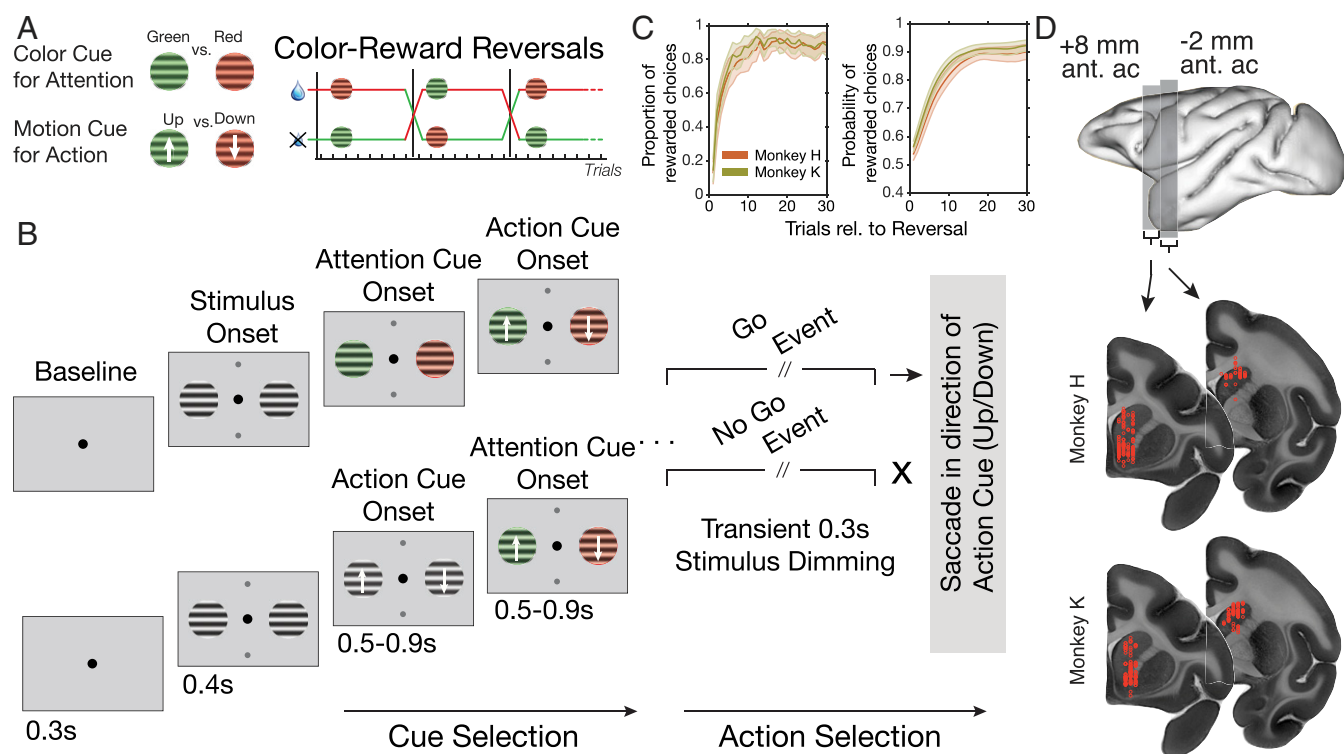 A
Color Cue
for Attention
Green vs. Red
Motion Cue
for Action
Up vs. Down
Color-Reward Reversals
Trials
B
Baseline
Stimulus
Onset
Attention Cue
Onset
Action Cue
Onset
Action Cue
Onset
Attention Cue
Onset
0.3s
0.4s
0.5-0.9s
0.5-0.9s
. . .
Go
Event
//
No Go
Event
//
X
Transient 0.3s
Stimulus Dimming
Saccade in direction of
Action Cue (Up/Down)
Cue Selection
Action Selection
C
Proportion of
rewarded choices
1
0.8
0.6
0.4
0.2
0
0 10 20 30
Monkey H
Monkey K
Probability of
rewarded choices
1
0.9
0.8
0.7
0.6
0.5
0.4
0 10 20 30
Trials rel. to Reversal
D
+8 mm
ant. ac
-2 mm
ant. ac
Monkey H
Monkey K